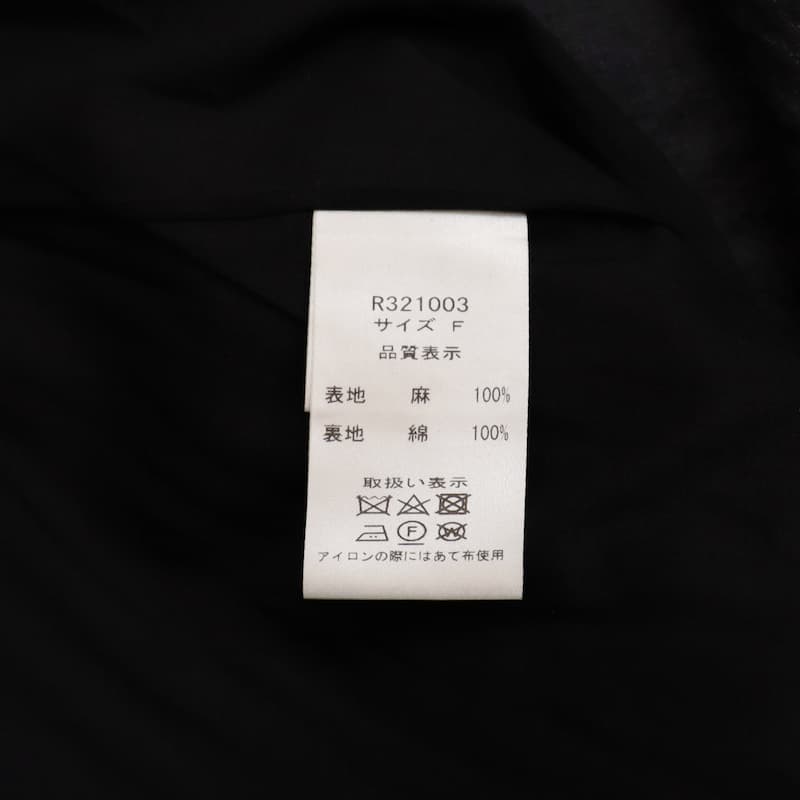 R321003
サイズ F
品質表示
表地 麻 100%
裏地 綿 100%
取扱い表示
F W
アイロンの際にはあて布使用